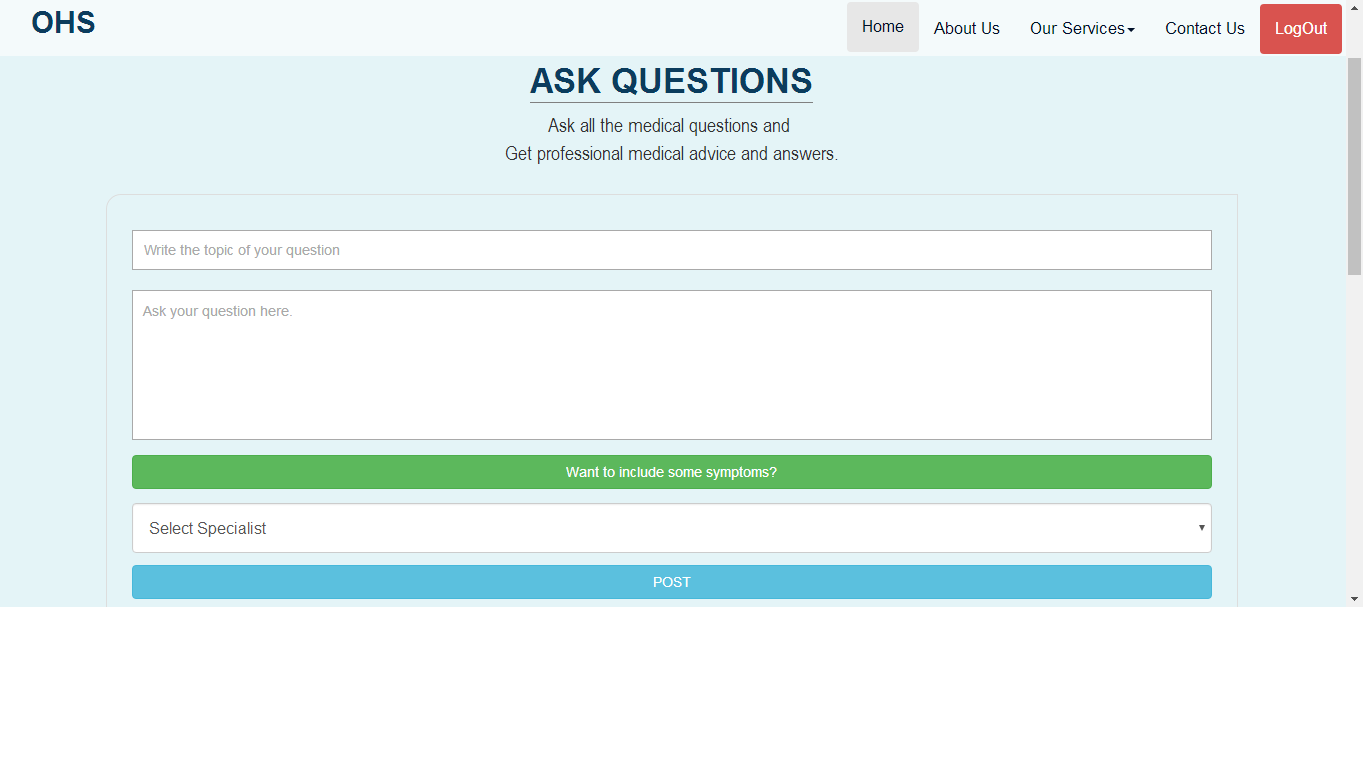 OHS
Home
About Us
Our Services
Contact Us
LogOut
ASK QUESTIONS
Ask all the medical questions and
Get professional medical advice and answers.
Write the topic of your question
Ask your question here.
Want to include some symptoms?
Select Specialist
POST